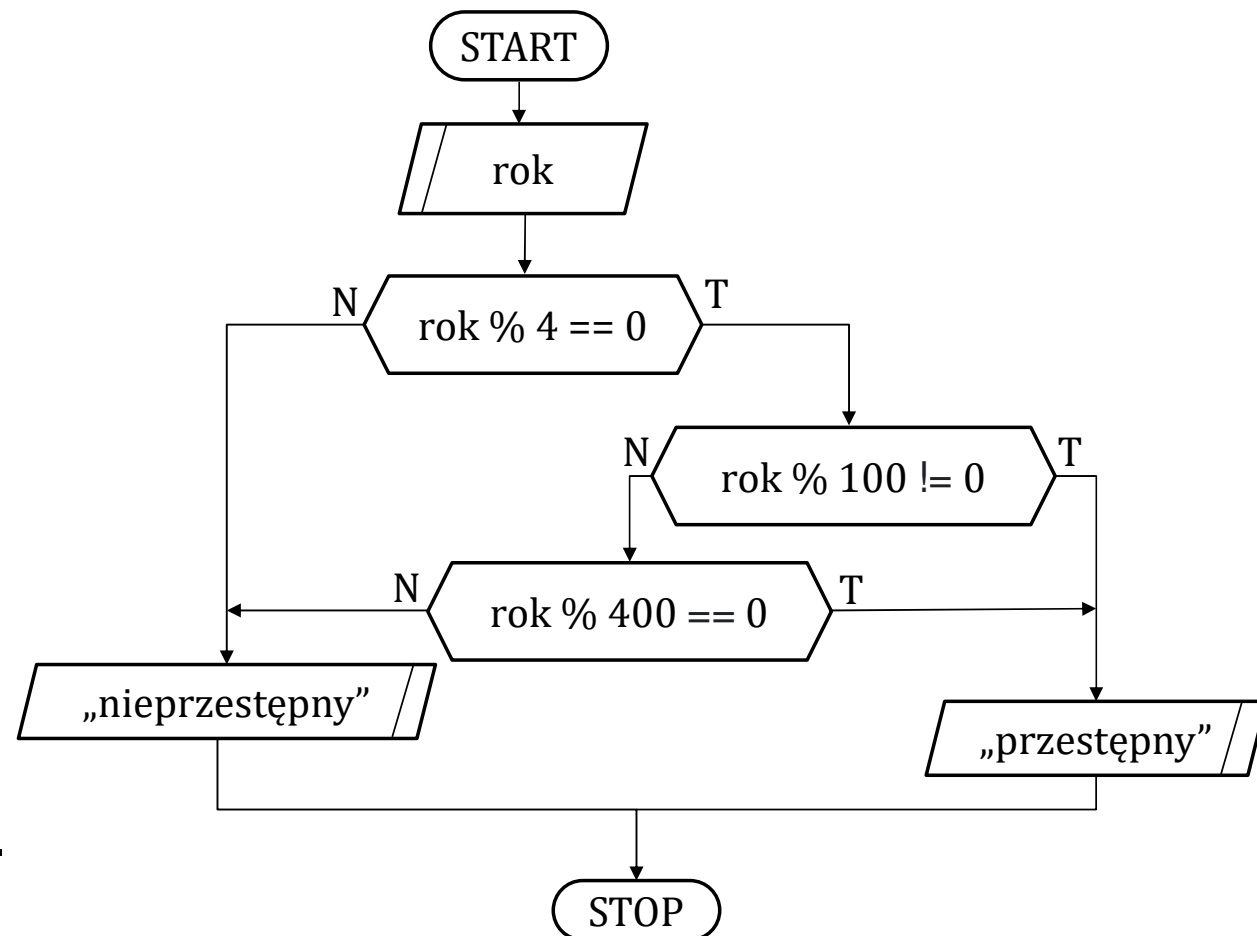 START
rok
N
rok % 4 == 0
T
N
rok % 100 != 0
T
N
rok % 400 == 0
T
„nieprzestępny”
„przestępny”
STOP